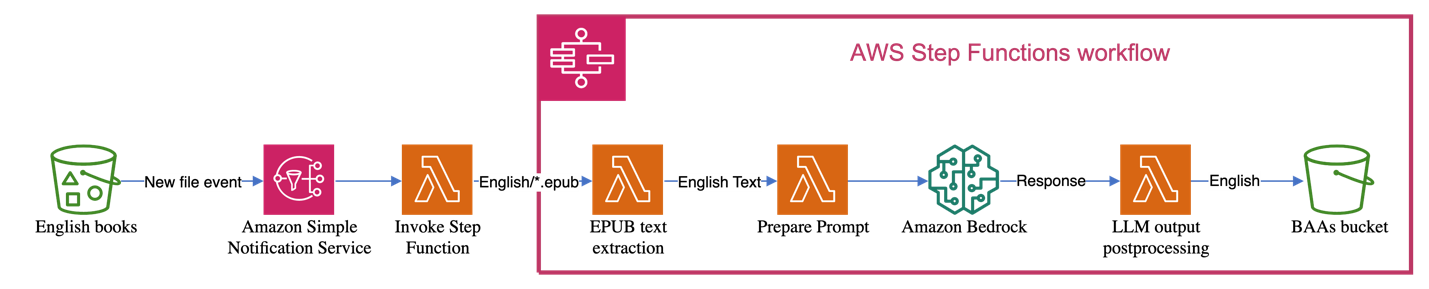 AWS Step Functions workflow
New file event
English/*.epub
English Text
Response
English
English books
Amazon Simple
Notification Service
Invoke Step
Function
EPUB text
extraction
Prepare Prompt
Amazon Bedrock
LLM output
postprocessing
BAAs bucket